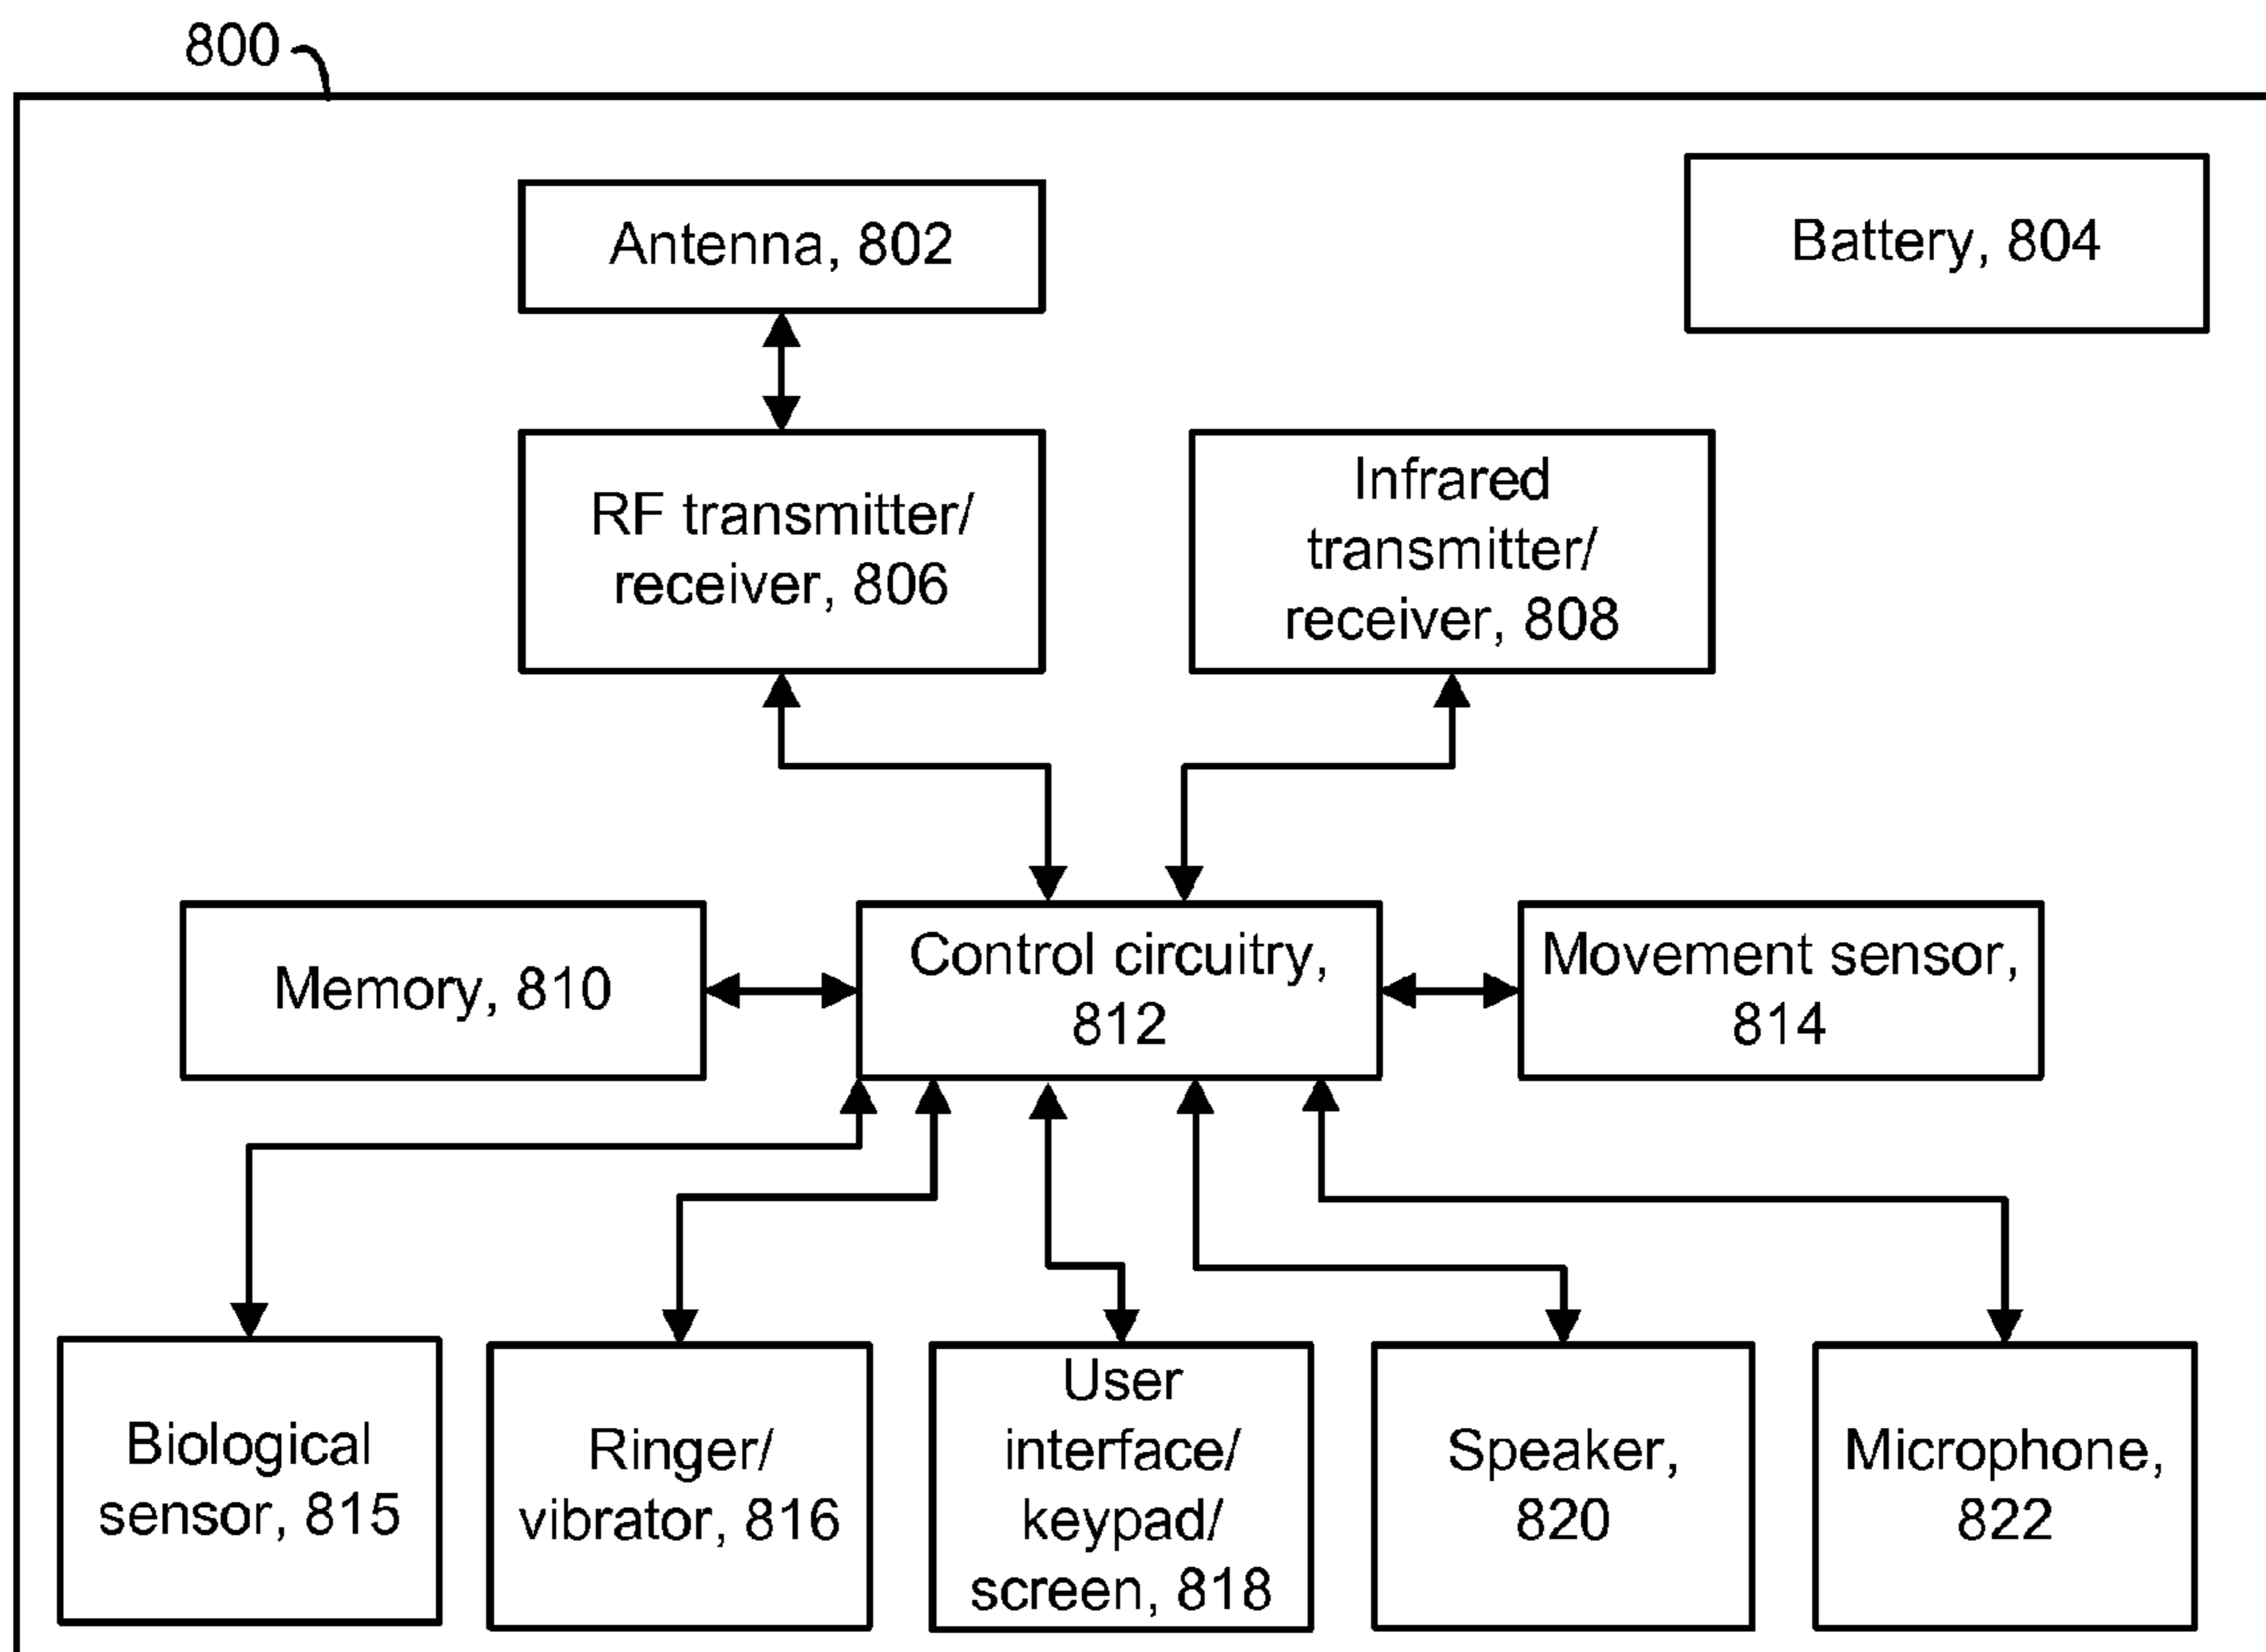 800
Antenna, 802
Battery, 804
RF transmitter/
receiver, 806
Infrared
transmitter/
receiver, 808
Memory, 810
Control circuitry,
812
Movement sensor,
814
Biological
sensor, 815
Ringer/
vibrator, 816
User
interface/
keypad/
screen, 818
Speaker,
820
Microphone,
822